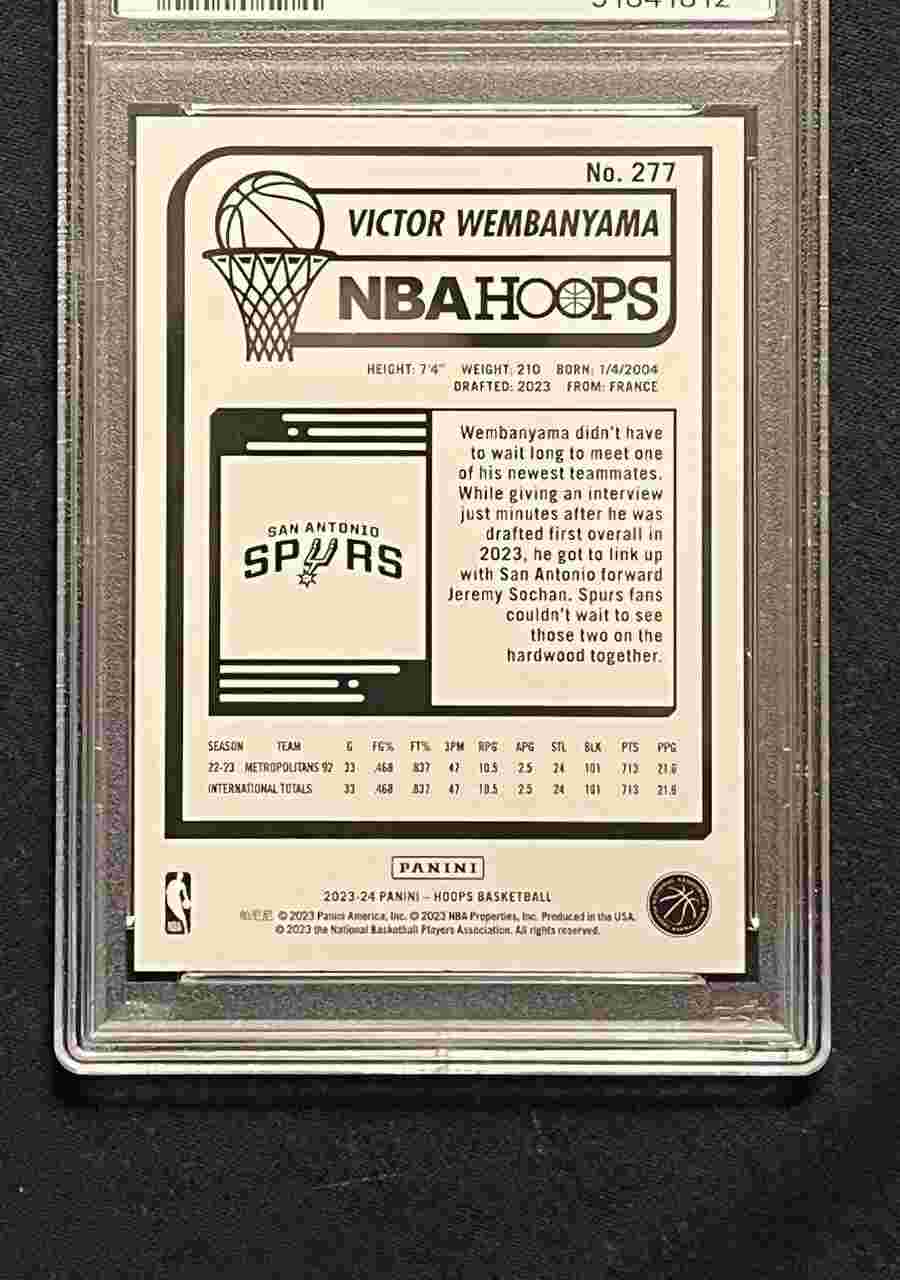 No. 277
VICTOR WEMBANYAMA
NBA HOOPS
HEIGHT: 7'4" WEIGHT: 210 BORN: 1/4/2004
DRAFTED: 2023 FROM: FRANCE
Wembanyama didn't have
to wait long to meet one
of his newest teammates.
While giving an interview
just minutes after he was
drafted first overall in
2023, he got to link up
with San Antonio forward
Jeremy Sochan. Spurs fans
couldn't wait to see
those two on the
hardwood together.
SAN ANTONIO
SPURS
SEASON TEAM G FG% FT% 3PM RPG APG STL BLK PTS PPG
22-23 METROPOLITANS 92 33 .468 .837 47 10.5 2.5 24 101 713 21.6
INTERNATIONAL TOTALS 33 .468 .837 47 10.5 2.5 24 101 713 21.6
PANINI
2023-24 PANINI – HOOPS BASKETBALL
帕尼尼 © 2023 Panini America, Inc. © 2023 NBA Properties, Inc. Produced in the USA.
© 2023 the National Basketball Players Association. All rights reserved.
NBA